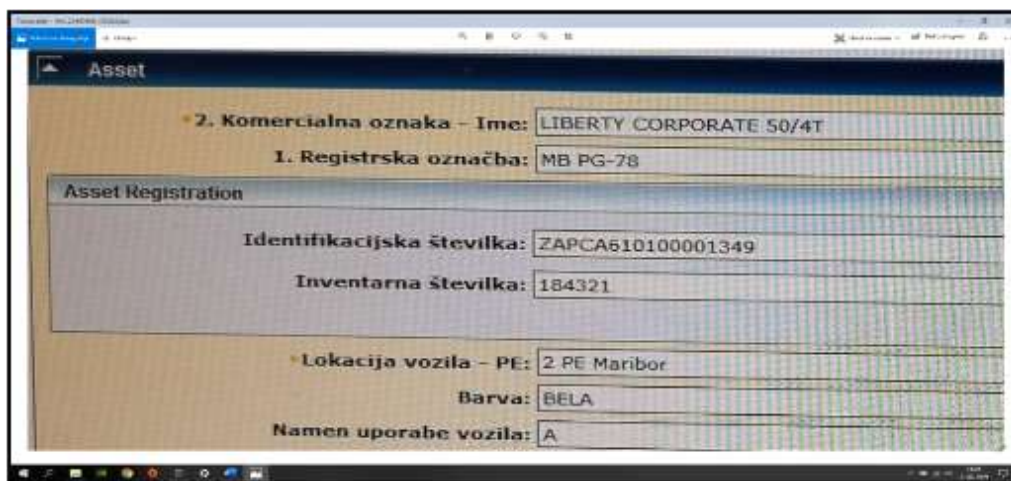 Asset
*2. Komercialna oznaka - Ime: LIBERTY CORPORATE 50/4T
1. Registrska označba: MB PG-78
Asset Registration
Identifikacijska številka: ZAPCA610100001349
Inventarna številka: 184321
*Lokacija vozila - PE: 2 PE Maribor
Barva: BELA
Namen uporabe vozila: A